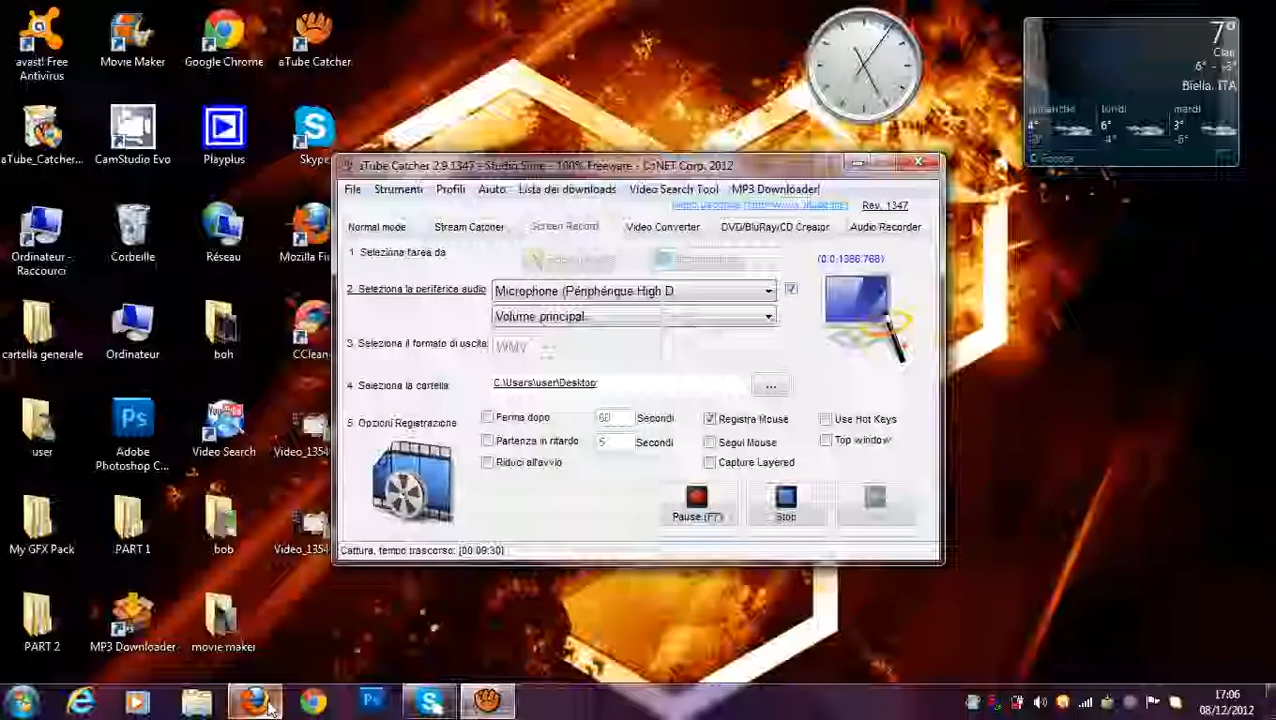 avast! Free Antivirus
Movie Maker
Google Chrome
aTube Catcher
aTube_Catcher...
CamStudio Evo
Playplus
Skype
Ordinateur - Raccourci
Corbeille
Réseau
Mozilla Fir
cartella generale
Ordinateur
boh
CClean
user
Adobe Photoshop C...
Video Search
Video_1354
My GFX Pack
PART 1
bob
Video_1354
PART 2
MP3 Downloader
movie maker
aTube Catcher 2.9.1347 - Studio Suite - 100% Freeware - DsNET Corp. 2012
File Strumenti Profili Aiuto Lista dei downloads Video Search Tool MP3 Downloader!
Rev. 1347
Normal mode Stream Catcher Screen Record Video Converter DVD/BluRay/CD Creator Audio Recorder
1 Seleziona l'area da
(0:0:1366:768)
2. Seleziona la periferica audio Microphone (Périphérique High D
Volume principal
3. Seleziona il formato di uscita: WMV
4 Seleziona la cartella: C:\Users\user\Desktop ...
5 Opzioni Registrazione
Ferma dopo 60 Secondi Registra Mouse Use Hot Keys
Partenza in ritardo 5 Secondi Segui Mouse Top window
Riduci all'avvio Capture Layered
Pause (F7) Stop
Cattura, tempo trascorso: [00:09:30]
7°
6° - -3°
Biella, ITA
dimanche lundi mardi
4° 6° 3°
-4° -6°
17:06
08/12/2012